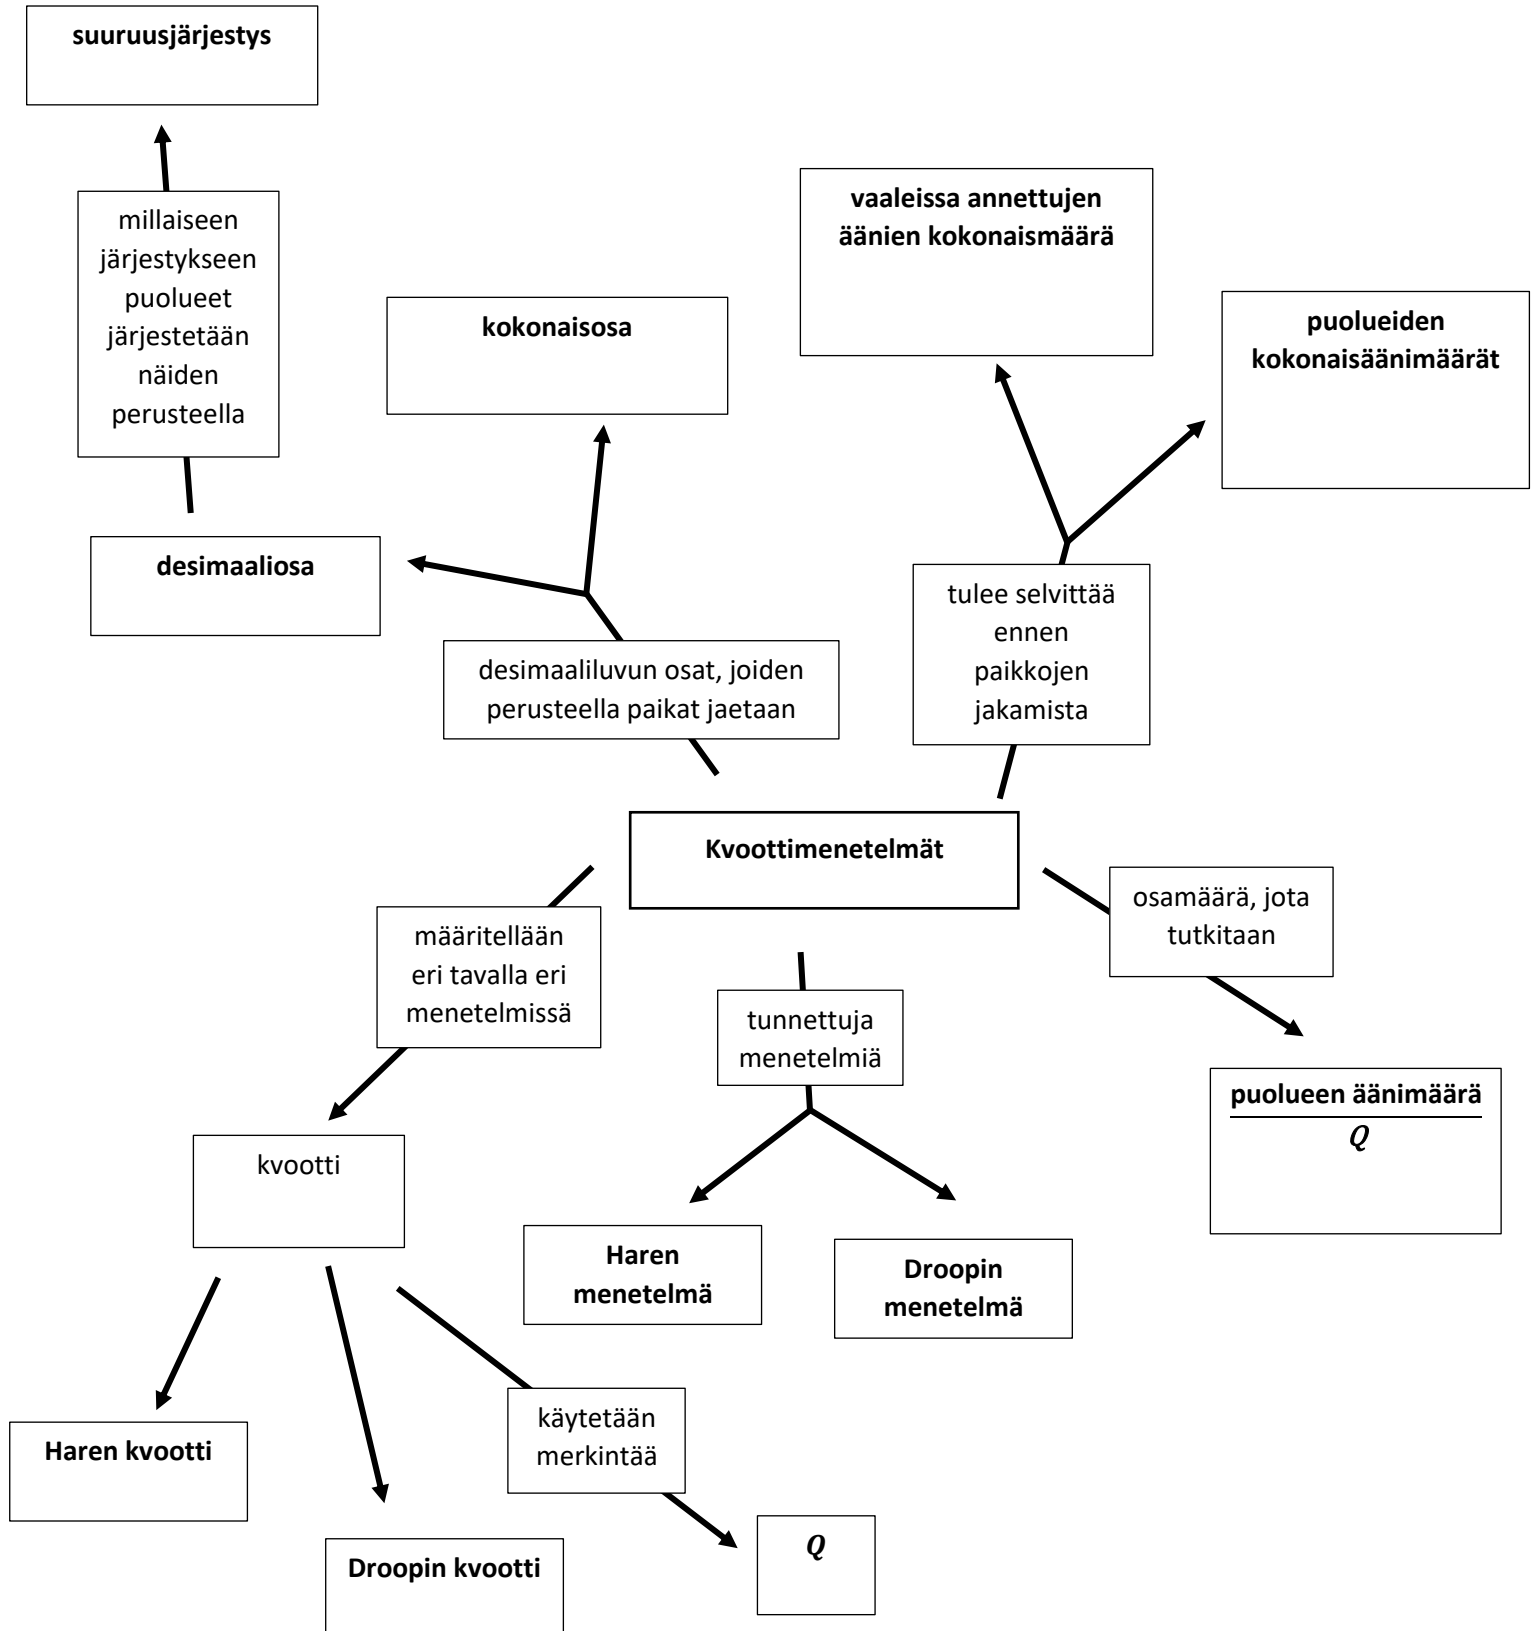 suuruusjärjestys
millaiseen
järjestykseen
puolueet
järjestetään
näiden
perusteella
vaaleissa annettujen
äänien kokonaismäärä
kokonaisosa
puolueiden
kokonaisäänimäärät
desimaaliosa
tulee selvittää
ennen
paikkojen
jakamista
desimaaliluvun osat, joiden
perusteella paikat jaetaan
Kvoottimenetelmät
osamäärä, jota
tutkitaan
määritellään
eri tavalla eri
menetelmissä
tunnettuja
menetelmiä
puolueen äänimäärä
Q
kvootti
Haren
menetelmä
Droopin
menetelmä
käytetään
merkintää
Haren kvootti
Q
Droopin kvootti